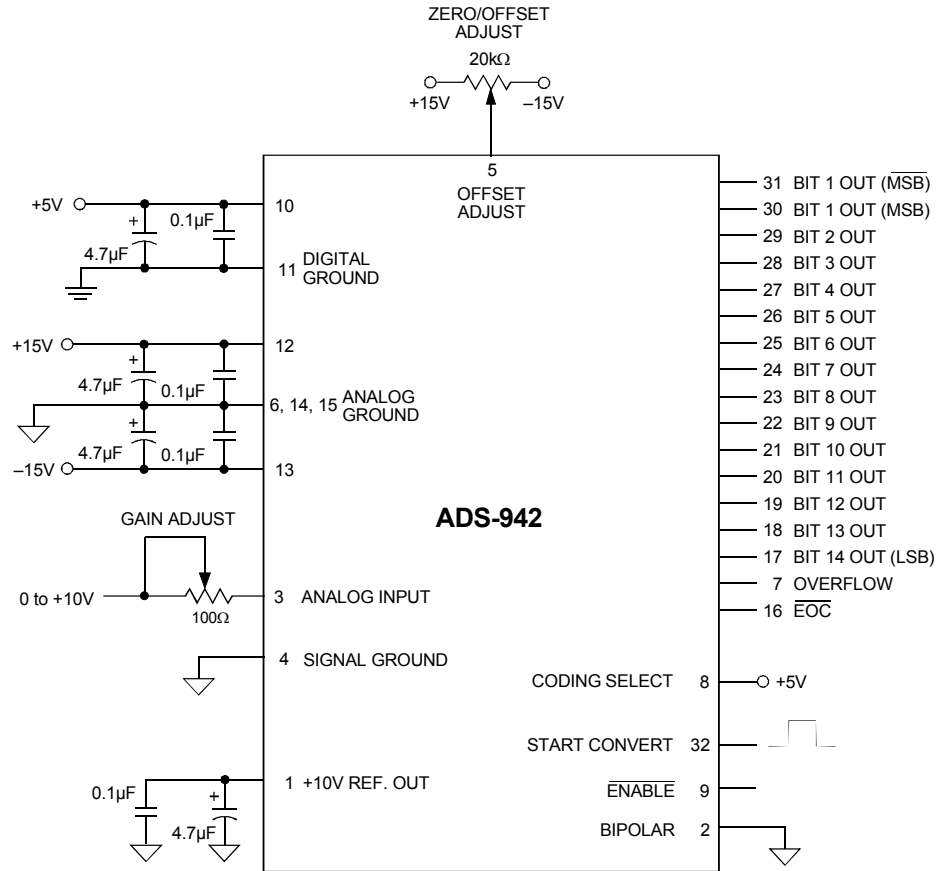 ZERO/OFFSET
ADJUST
20kΩ
+15V
–15V
5
OFFSET
ADJUST
+5V
+
4.7µF
0.1µF
10
11 DIGITAL
GROUND
+15V
+
4.7µF
0.1µF
12
6, 14, 15 ANALOG
GROUND
+
4.7µF
0.1µF
–15V
13
GAIN ADJUST
0 to +10V
100Ω
3 ANALOG INPUT
4 SIGNAL GROUND
0.1µF
+
4.7µF
1 +10V REF. OUT
ADS-942
31 BIT 1 OUT (M̅S̅B̅)
30 BIT 1 OUT (MSB)
29 BIT 2 OUT
28 BIT 3 OUT
27 BIT 4 OUT
26 BIT 5 OUT
25 BIT 6 OUT
24 BIT 7 OUT
23 BIT 8 OUT
22 BIT 9 OUT
21 BIT 10 OUT
20 BIT 11 OUT
19 BIT 12 OUT
18 BIT 13 OUT
17 BIT 14 OUT (LSB)
7 OVERFLOW
16 E̅O̅C̅
CODING SELECT 8 +5V
START CONVERT 32
E̅N̅A̅B̅L̅E̅ 9
BIPOLAR 2